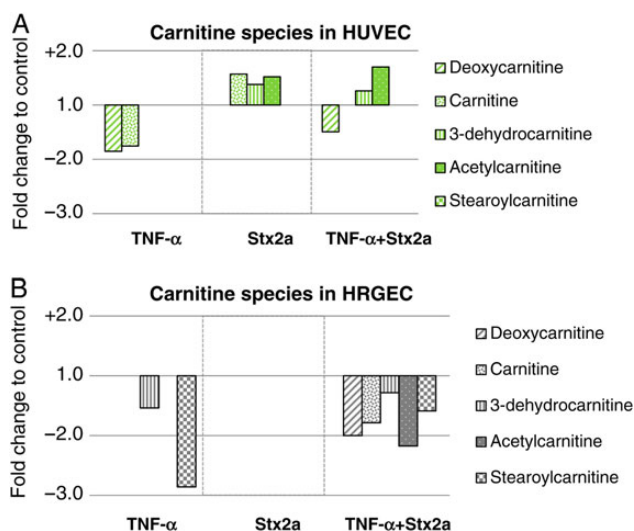 A
Carnitine species in HUVEC
Fold change to control
+2.0
1.0
−2.0
−3.0
TNF-α
Stx2a
TNF-α+Stx2a
Deoxycarnitine
Carnitine
3-dehydrocarnitine
Acetylcarnitine
Stearoylcarnitine
B
Carnitine species in HRGEC
Fold change to control
+2.0
1.0
−2.0
−3.0
TNF-α
Stx2a
TNF-α+Stx2a
Deoxycarnitine
Carnitine
3-dehydrocarnitine
Acetylcarnitine
Stearoylcarnitine